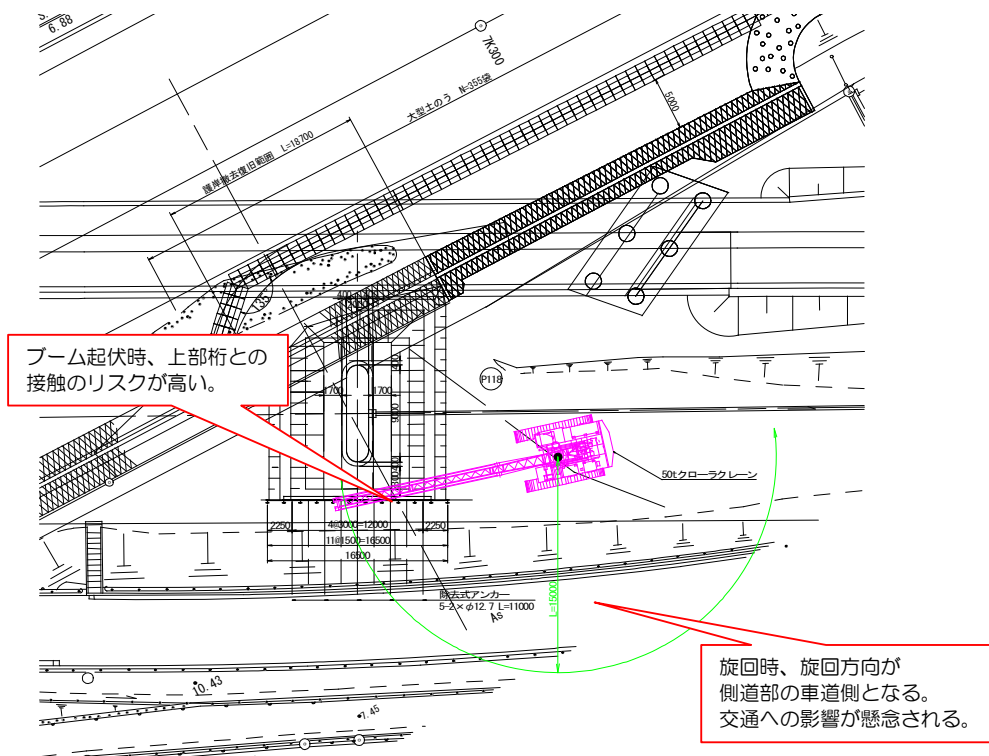 6.88
7K300
大型土のう N=355袋
護岸撤去復旧範囲 L=18700
5000
1:35
400
ブーム起伏時、上部桁との
接触のリスクが高い。
P118
1700
1700
9000
50tクローラクレーン
2250
4@3000=12000
2250
11@1500=16500
16500
除去式アンカー
5-2×φ12.7 L=11000
As
L=15000
旋回時、旋回方向が
側道部の車道側となる。
交通への影響が懸念される。
10.43
7.45